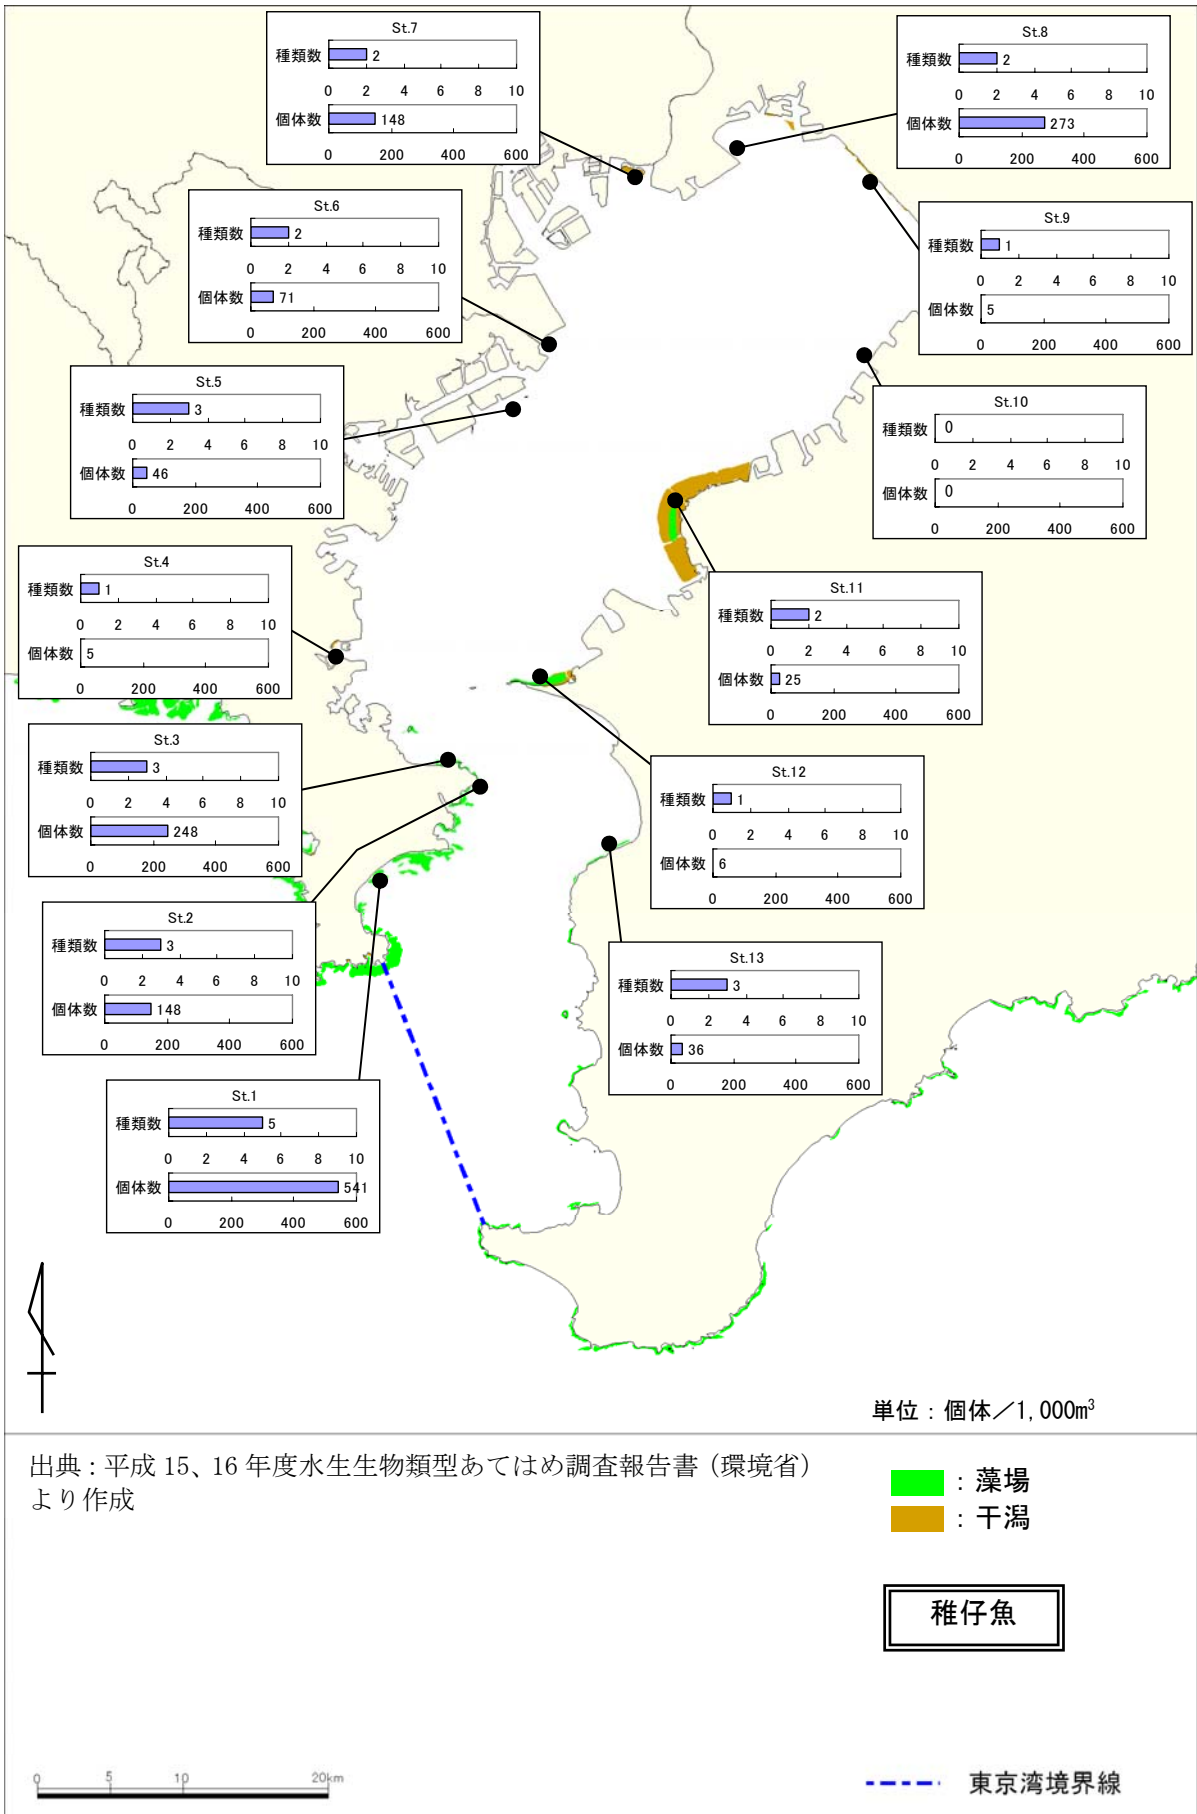 St.7
種類数 2
0 2 4 6 8 10
個体数 148
0 200 400 600
St.8
種類数 2
0 2 4 6 8 10
個体数 273
0 200 400 600
St.6
種類数 2
0 2 4 6 8 10
個体数 71
0 200 400 600
St.9
種類数 1
0 2 4 6 8 10
個体数 5
0 200 400 600
St.5
種類数 3
0 2 4 6 8 10
個体数 46
0 200 400 600
St.10
種類数 0
0 2 4 6 8 10
個体数 0
0 200 400 600
St.4
種類数 1
0 2 4 6 8 10
個体数 5
0 200 400 600
St.11
種類数 2
0 2 4 6 8 10
個体数 25
0 200 400 600
St.3
種類数 3
0 2 4 6 8 10
個体数 248
0 200 400 600
St.12
種類数 1
0 2 4 6 8 10
個体数 6
0 200 400 600
St.2
種類数 3
0 2 4 6 8 10
個体数 148
0 200 400 600
St.13
種類数 3
0 2 4 6 8 10
個体数 36
0 200 400 600
St.1
種類数 5
0 2 4 6 8 10
個体数 541
0 200 400 600
単位：個体／1,000m³
出典：平成 15、16 年度水生生物類型あてはめ調査報告書（環境省）
より作成
：藻場
：干潟
稚仔魚
0 5 10 20km
東京湾境界線